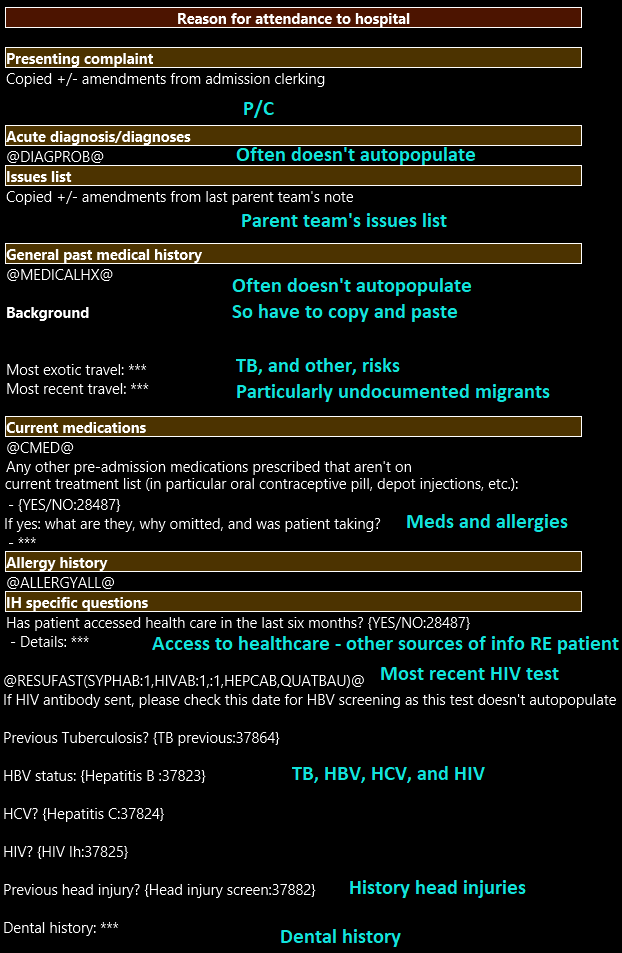 Reason for attendance to hospital
Presenting complaint
Copied +/- amendments from admission clerking
P/C
Acute diagnosis/diagnoses
@DIAGPROB@
Often doesn't autopopulate
Issues list
Copied +/- amendments from last parent team's note
Parent team's issues list
General past medical history
@MEDICALHX@
Often doesn't autopopulate
Background
So have to copy and paste
Most exotic travel: ***
TB, and other, risks
Most recent travel: ***
Particularly undocumented migrants
Current medications
@CMED@
Any other pre-admission medications prescribed that aren't on
current treatment list (in particular oral contraceptive pill, depot injections, etc.):
- {YES/NO:28487}
If yes: what are they, why omitted, and was patient taking?
Meds and allergies
- ***
Allergy history
@ALLERGYALL@
IH specific questions
Has patient accessed health care in the last six months? {YES/NO:28487}
- Details: ***
Access to healthcare - other sources of info RE patient
@RESUFAST(SYPHAB:1,HIVAB:1,:1,HEPCAB,QUATBAU)@
Most recent HIV test
If HIV antibody sent, please check this date for HBV screening as this test doesn't autopopulate
Previous Tuberculosis? {TB previous:37864}
HBV status: {Hepatitis B :37823}
TB, HBV, HCV, and HIV
HCV? {Hepatitis C:37824}
HIV? {HIV Ih:37825}
Previous head injury? {Head injury screen:37882}
History head injuries
Dental history: ***
Dental history